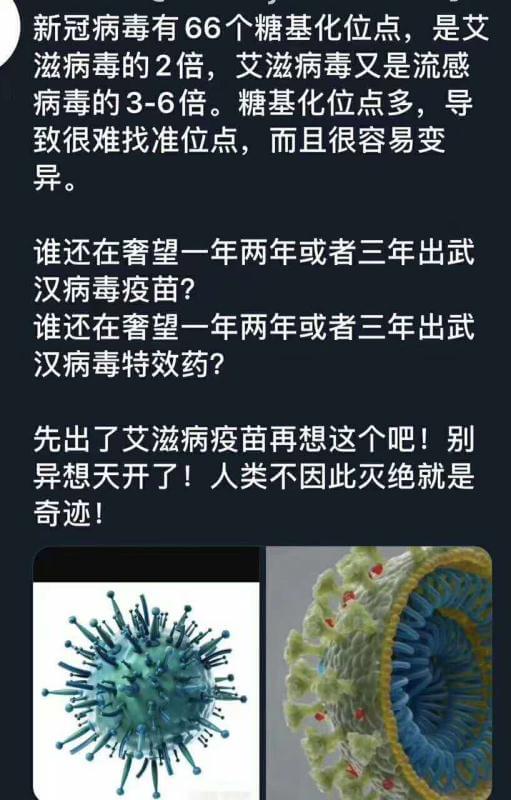 新冠病毒有66个糖基化位点，是艾
滋病毒的2倍，艾滋病毒又是流感
病毒的3-6倍。糖基化位点多，导
致很难找准位点，而且很容易变
异。
谁还在奢望一年两年或者三年出武
汉病毒疫苗?
谁还在奢望一年两年或者三年出武
汉病毒特效药?
先出了艾滋病疫苗再想这个吧！别
异想天开了！人类不因此灭绝就是
奇迹！